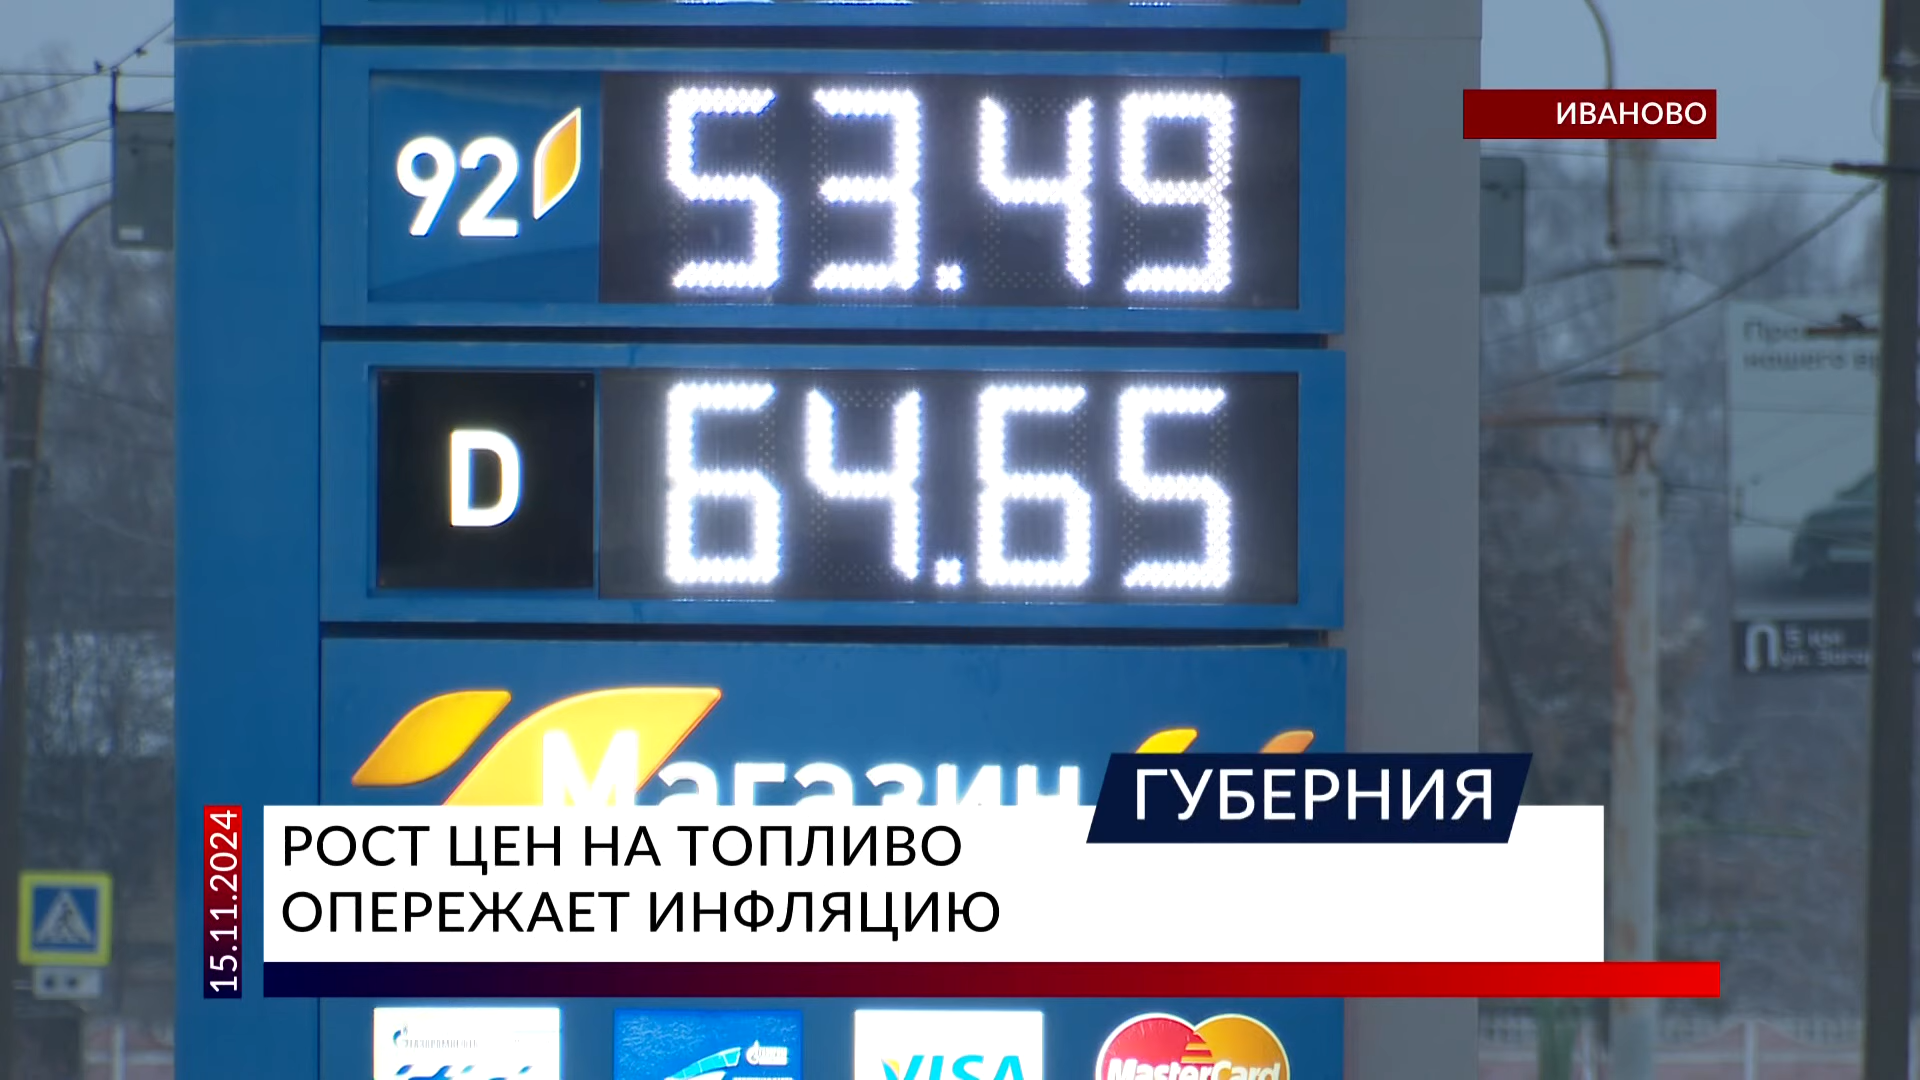 92 53.49
ИВАНОВО
D 64.65
Магазин
ГУБЕРНИЯ
15.11.2024
РОСТ ЦЕН НА ТОПЛИВО
ОПЕРЕЖАЕТ ИНФЛЯЦИЮ
VISA
MasterCard